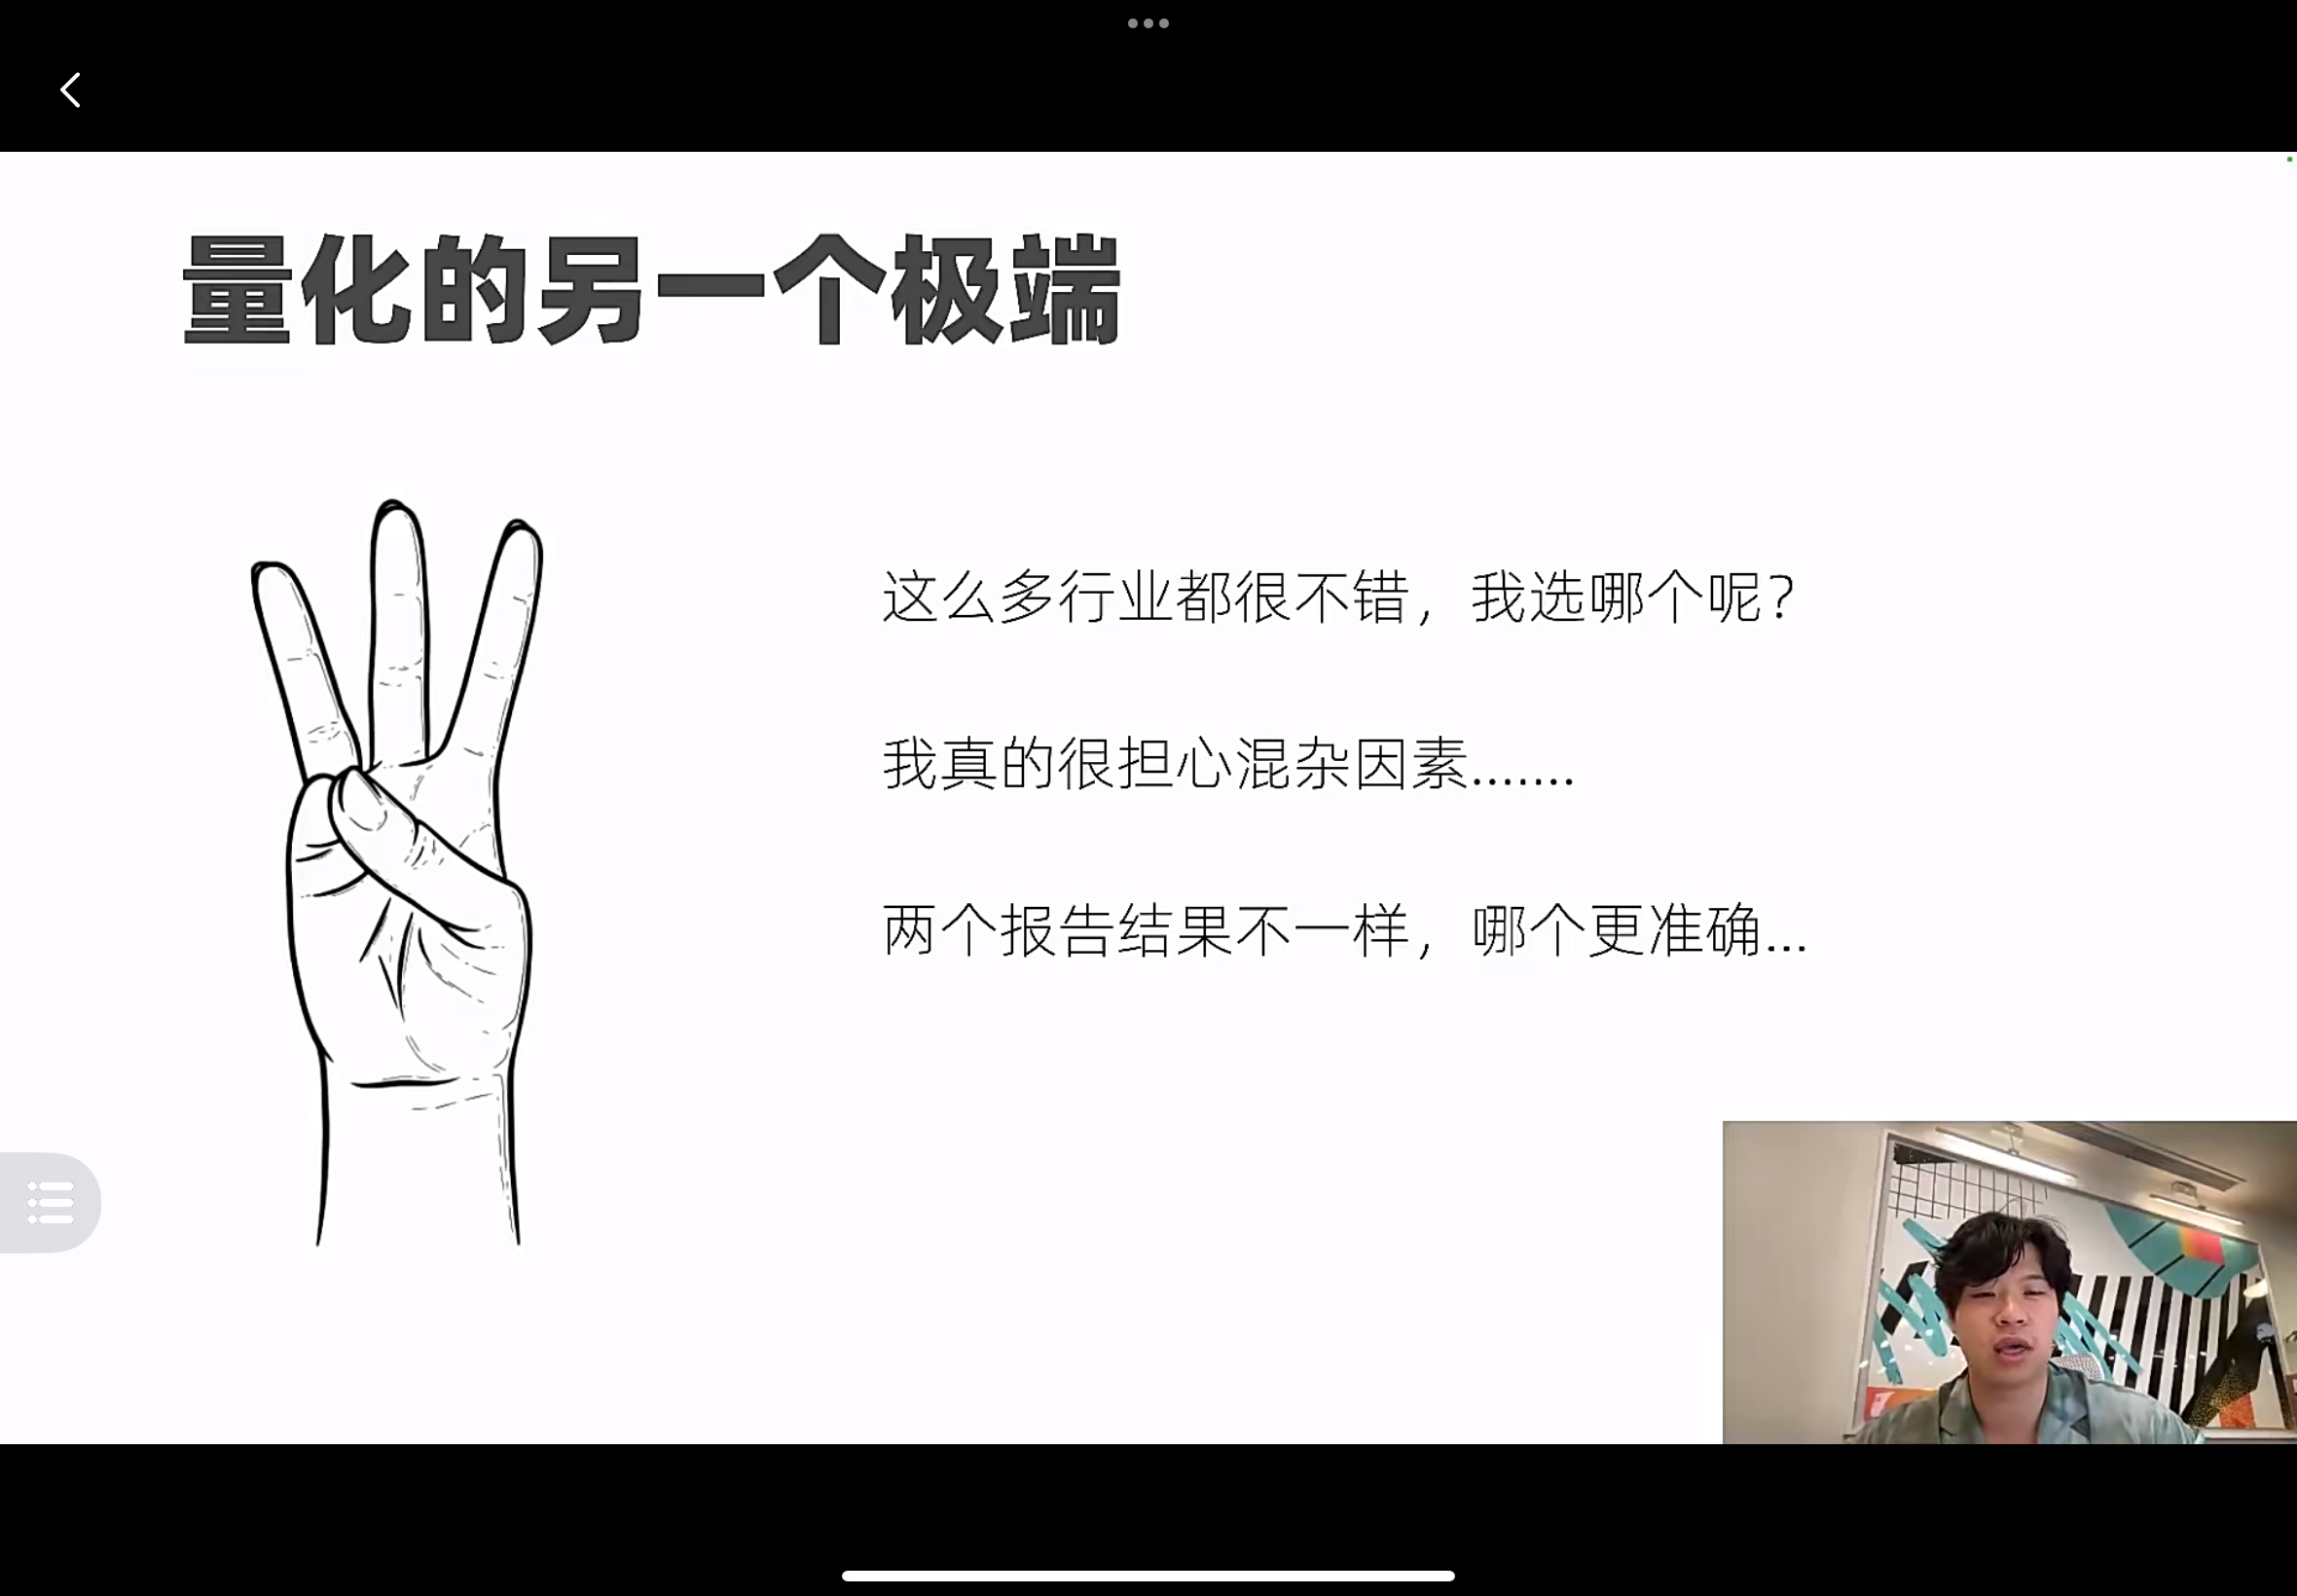 量化的另一个极端
这么多行业都很不错，我选哪个呢？
我真的很担心混杂因素.......
两个报告结果不一样，哪个更准确...